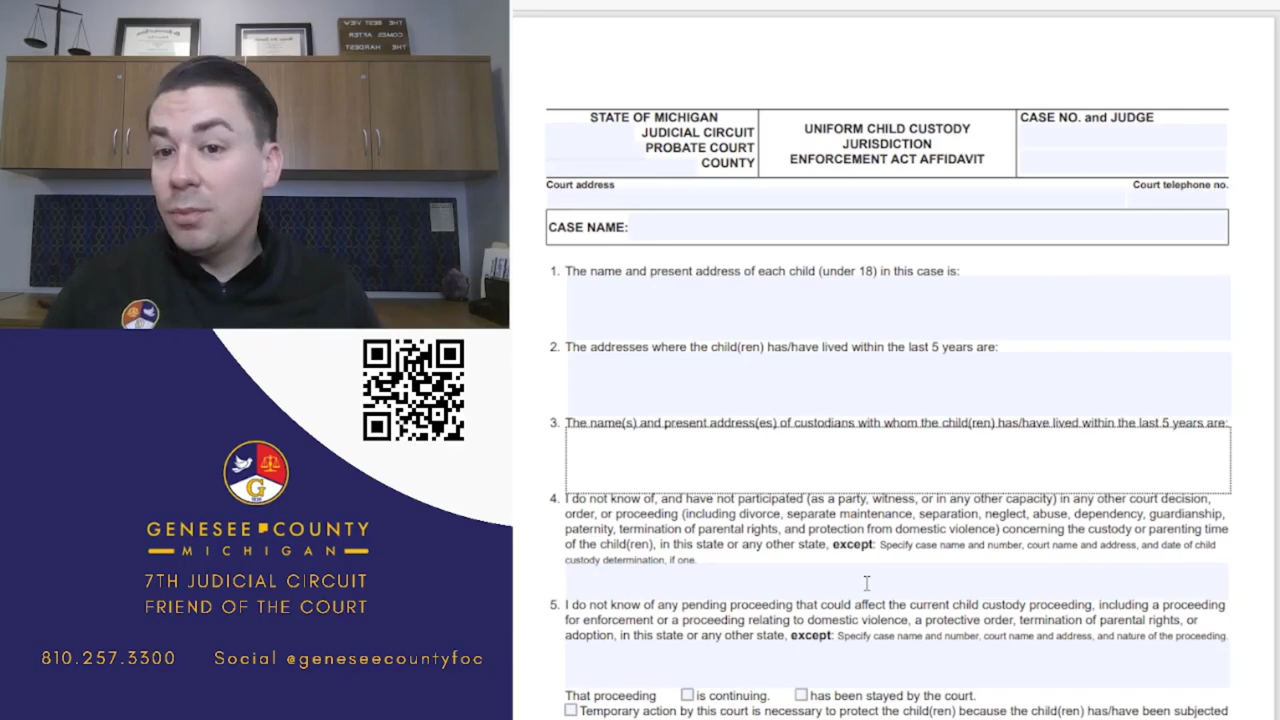 THE BEST VIEW
COMES AFTER
THE HARDEST
G
GENESEE COUNTY
MICHIGAN
7TH JUDICIAL CIRCUIT
FRIEND OF THE COURT
810.257.3300 Social @geneseecountyfoc
STATE OF MICHIGAN
JUDICIAL CIRCUIT
PROBATE COURT
COUNTY
UNIFORM CHILD CUSTODY
JURISDICTION
ENFORCEMENT ACT AFFIDAVIT
CASE NO. and JUDGE
Court address Court telephone no.
CASE NAME:
1. The name and present address of each child (under 18) in this case is:
2. The addresses where the child(ren) has/have lived within the last 5 years are:
3. The name(s) and present address(es) of custodians with whom the child(ren) has/have lived within the last 5 years are:
4. I do not know of, and have not participated (as a party, witness, or in any other capacity) in any other court decision,
order, or proceeding (including divorce, separate maintenance, separation, neglect, abuse, dependency, guardianship,
paternity, termination of parental rights, and protection from domestic violence) concerning the custody or parenting time
of the child(ren), in this state or any other state, except: Specify case name and number, court name and address, and date of child
custody determination, if one.
5. I do not know of any pending proceeding that could affect the current child custody proceeding, including a proceeding
for enforcement or a proceeding relating to domestic violence, a protective order, termination of parental rights, or
adoption, in this state or any other state, except: Specify case name and number, court name and address, and nature of the proceeding.
That proceeding is continuing. has been stayed by the court.
Temporary action by this court is necessary to protect the child(ren) because the child(ren) has/have been subjected